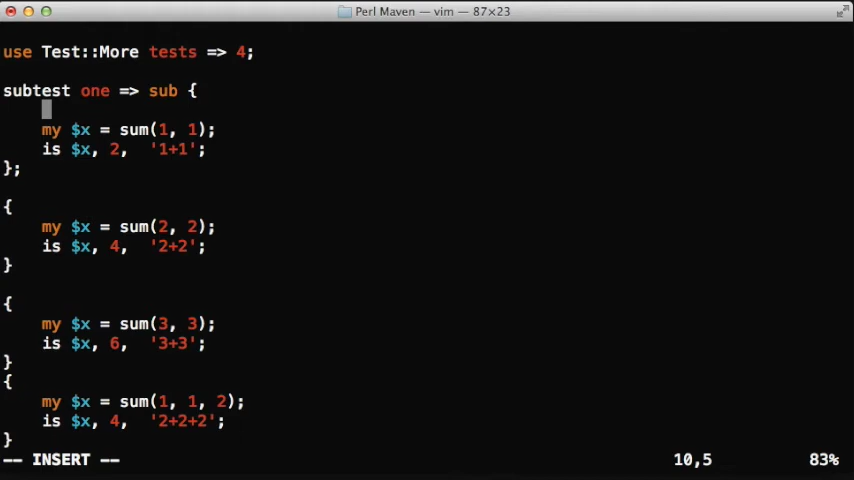 Perl Maven — vim — 87×23
use Test::More tests => 4;
subtest one => sub {
my $x = sum(1, 1);
is $x, 2, '1+1';
};
{
my $x = sum(2, 2);
is $x, 4, '2+2';
}
{
my $x = sum(3, 3);
is $x, 6, '3+3';
}
{
my $x = sum(1, 1, 2);
is $x, 4, '2+2+2';
}
-- INSERT -- 10,5 83%